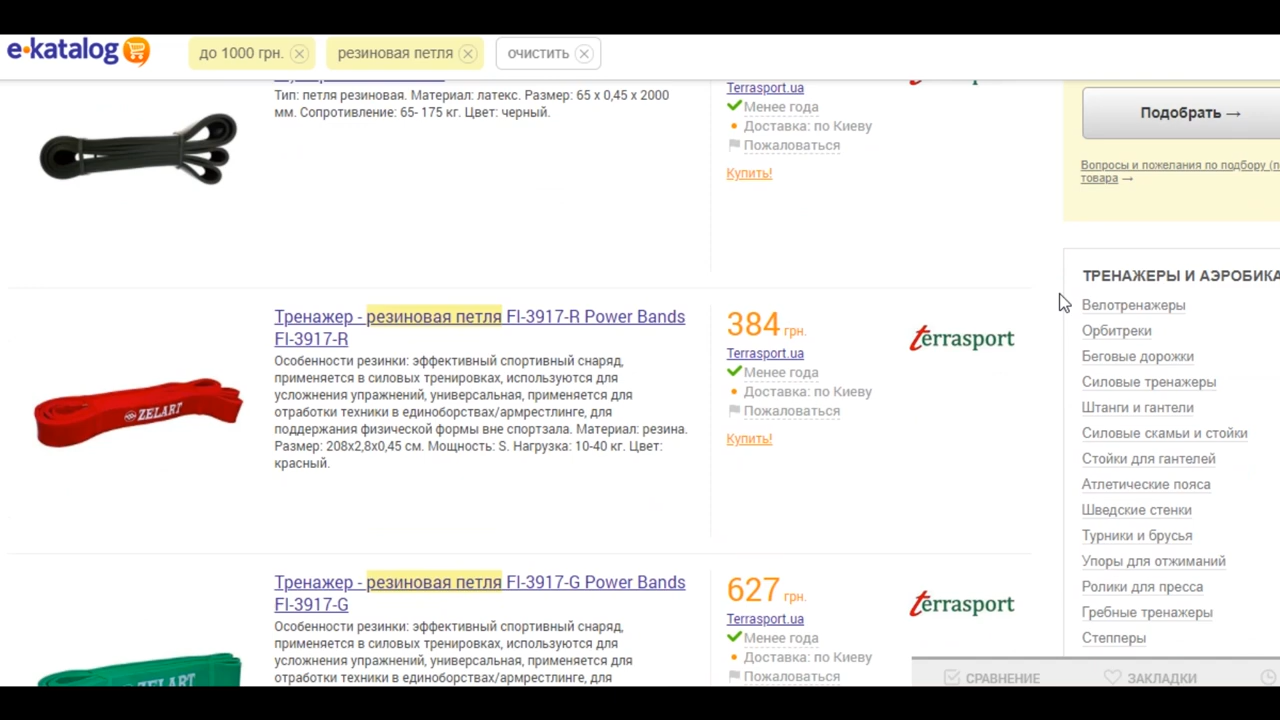 e-katalog
до 1000 грн.
резиновая петля
очистить
Тип: петля резиновая. Материал: латекс. Размер: 65 x 0,45 x 2000
мм. Сопротивление: 65- 175 кг. Цвет: черный.
Terrasport.ua
Менее года
Доставка: по Киеву
Пожаловаться
Купить!
Подобрать →
Вопросы и пожелания по подбору (п
товара →
Тренажер - резиновая петля FI-3917-R Power Bands
FI-3917-R
Особенности резинки: эффективный спортивный снаряд,
применяется в силовых тренировках, используются для
усложнения упражнений, универсальная, применяется для
отработки техники в единоборствах/армрестлинге, для
поддержания физической формы вне спортзала. Материал: резина.
Размер: 208x2,8x0,45 см. Мощность: S. Нагрузка: 10-40 кг. Цвет:
красный.
ZELART
384 грн.
Terrasport.ua
Менее года
Доставка: по Киеву
Пожаловаться
Купить!
terrasport
Тренажер - резиновая петля FI-3917-G Power Bands
FI-3917-G
Особенности резинки: эффективный спортивный снаряд,
применяется в силовых тренировках, используются для
усложнения упражнений, универсальная, применяется для
отработки техники в единоборствах/армрестлинге, для
ZELART
627 грн.
Terrasport.ua
Менее года
Доставка: по Киеву
Пожаловаться
terrasport
ТРЕНАЖЕРЫ И АЭРОБИКА
Велотренажеры
Орбитреки
Беговые дорожки
Силовые тренажеры
Штанги и гантели
Силовые скамьи и стойки
Стойки для гантелей
Атлетические пояса
Шведские стенки
Турники и брусья
Упоры для отжиманий
Ролики для пресса
Гребные тренажеры
Степперы
СРАВНЕНИЕ
ЗАКЛАДКИ